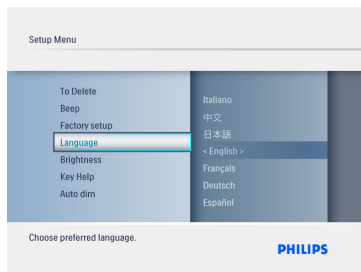 Setup Menu
To Delete
Beep
Factory setup
Language
Brightness
Key Help
Auto dim
Italiano
中文
日本語
< English >
Français
Deutsch
Español
Choose preferred language.
PHILIPS